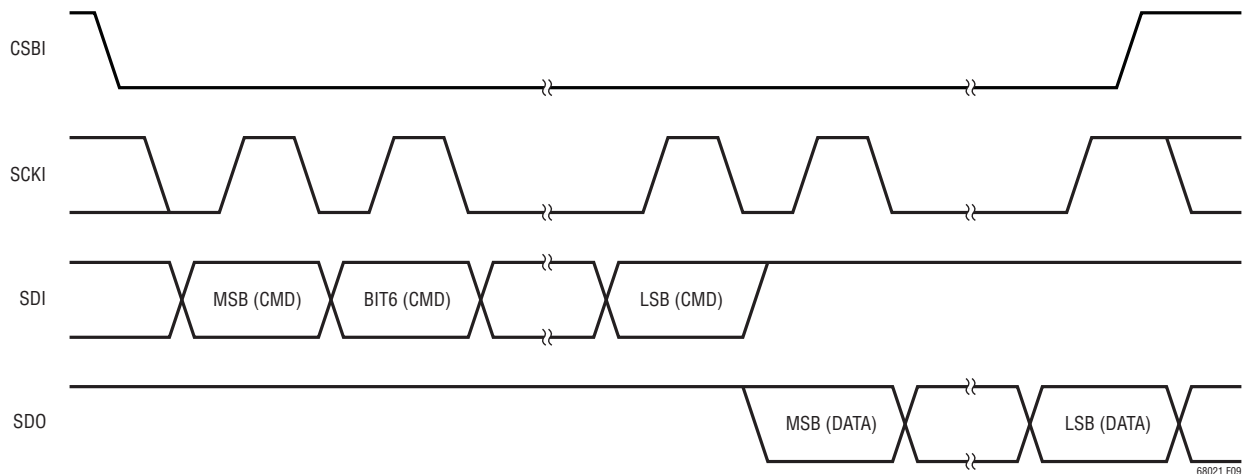 CSBI
SCKI
SDI
MSB (CMD)
BIT6 (CMD)
LSB (CMD)
SDO
MSB (DATA)
LSB (DATA)
68021 F09